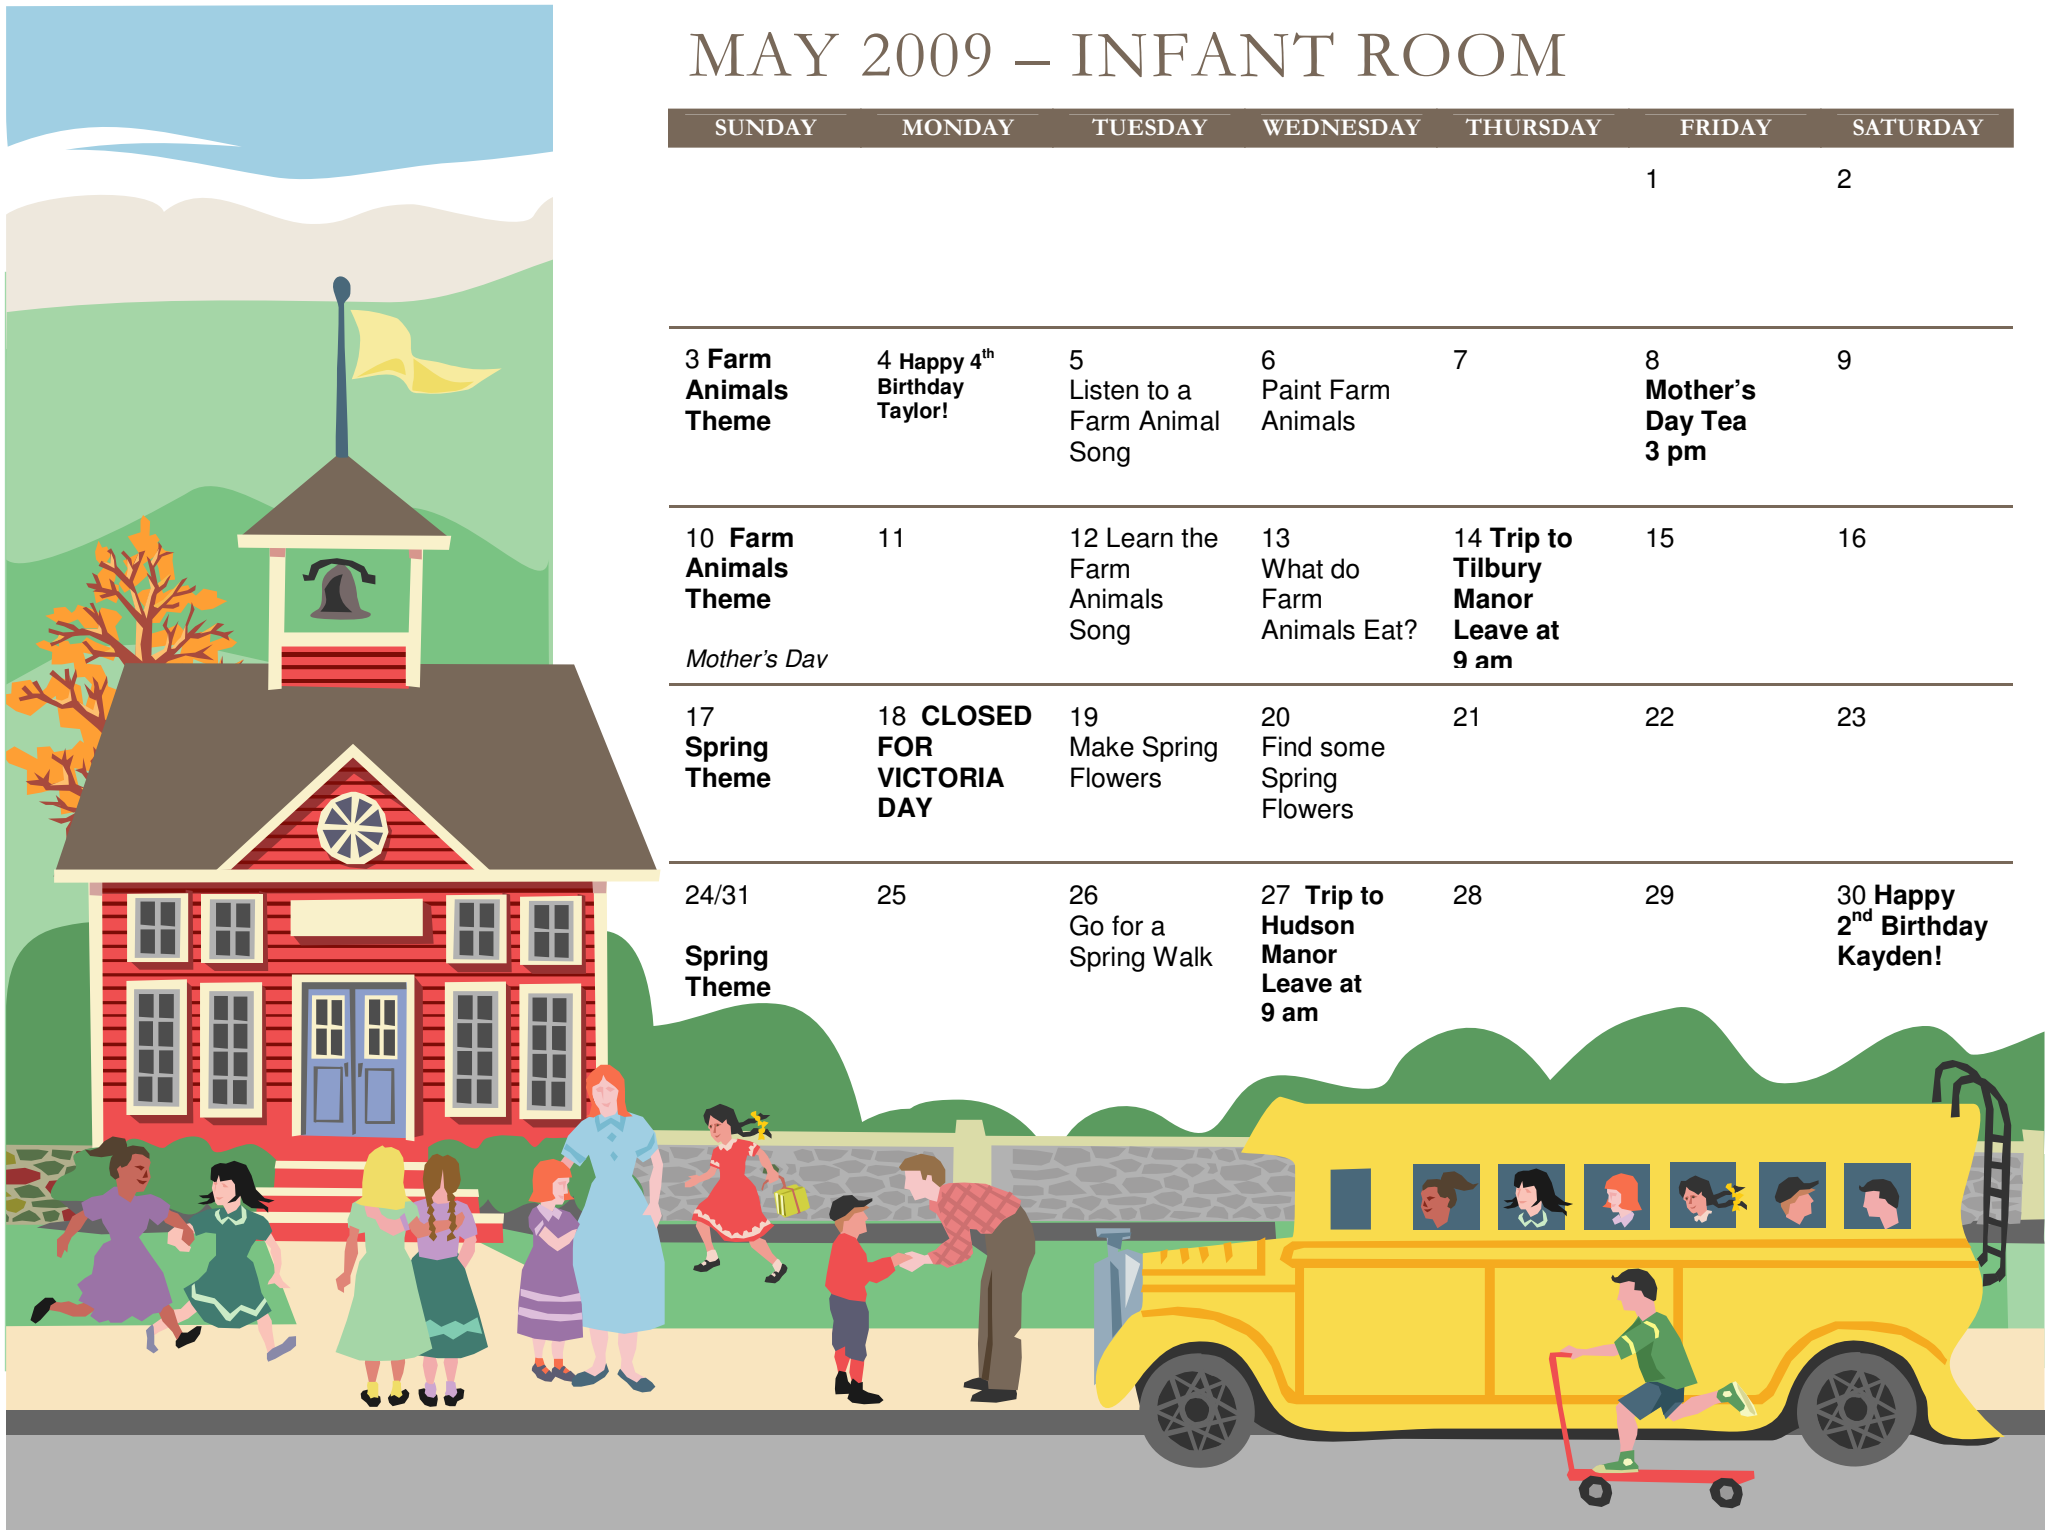 MAY 2009 – INFANT ROOM
SUNDAY MONDAY TUESDAY WEDNESDAY THURSDAY FRIDAY SATURDAY
1
2
3 Farm
Animals
Theme
4 Happy 4th
Birthday
Taylor!
5
Listen to a
Farm Animal
Song
6
Paint Farm
Animals
7
8
Mother's
Day Tea
3 pm
9
10 Farm
Animals
Theme
Mother's Day
11
12 Learn the
Farm
Animals
Song
13
What do
Farm
Animals Eat?
14 Trip to
Tilbury
Manor
Leave at
9 am
15
16
17
Spring
Theme
18 CLOSED
FOR
VICTORIA
DAY
19
Make Spring
Flowers
20
Find some
Spring
Flowers
21
22
23
24/31
Spring
Theme
25
26
Go for a
Spring Walk
27 Trip to
Hudson
Manor
Leave at
9 am
28
29
30 Happy
2nd Birthday
Kayden!